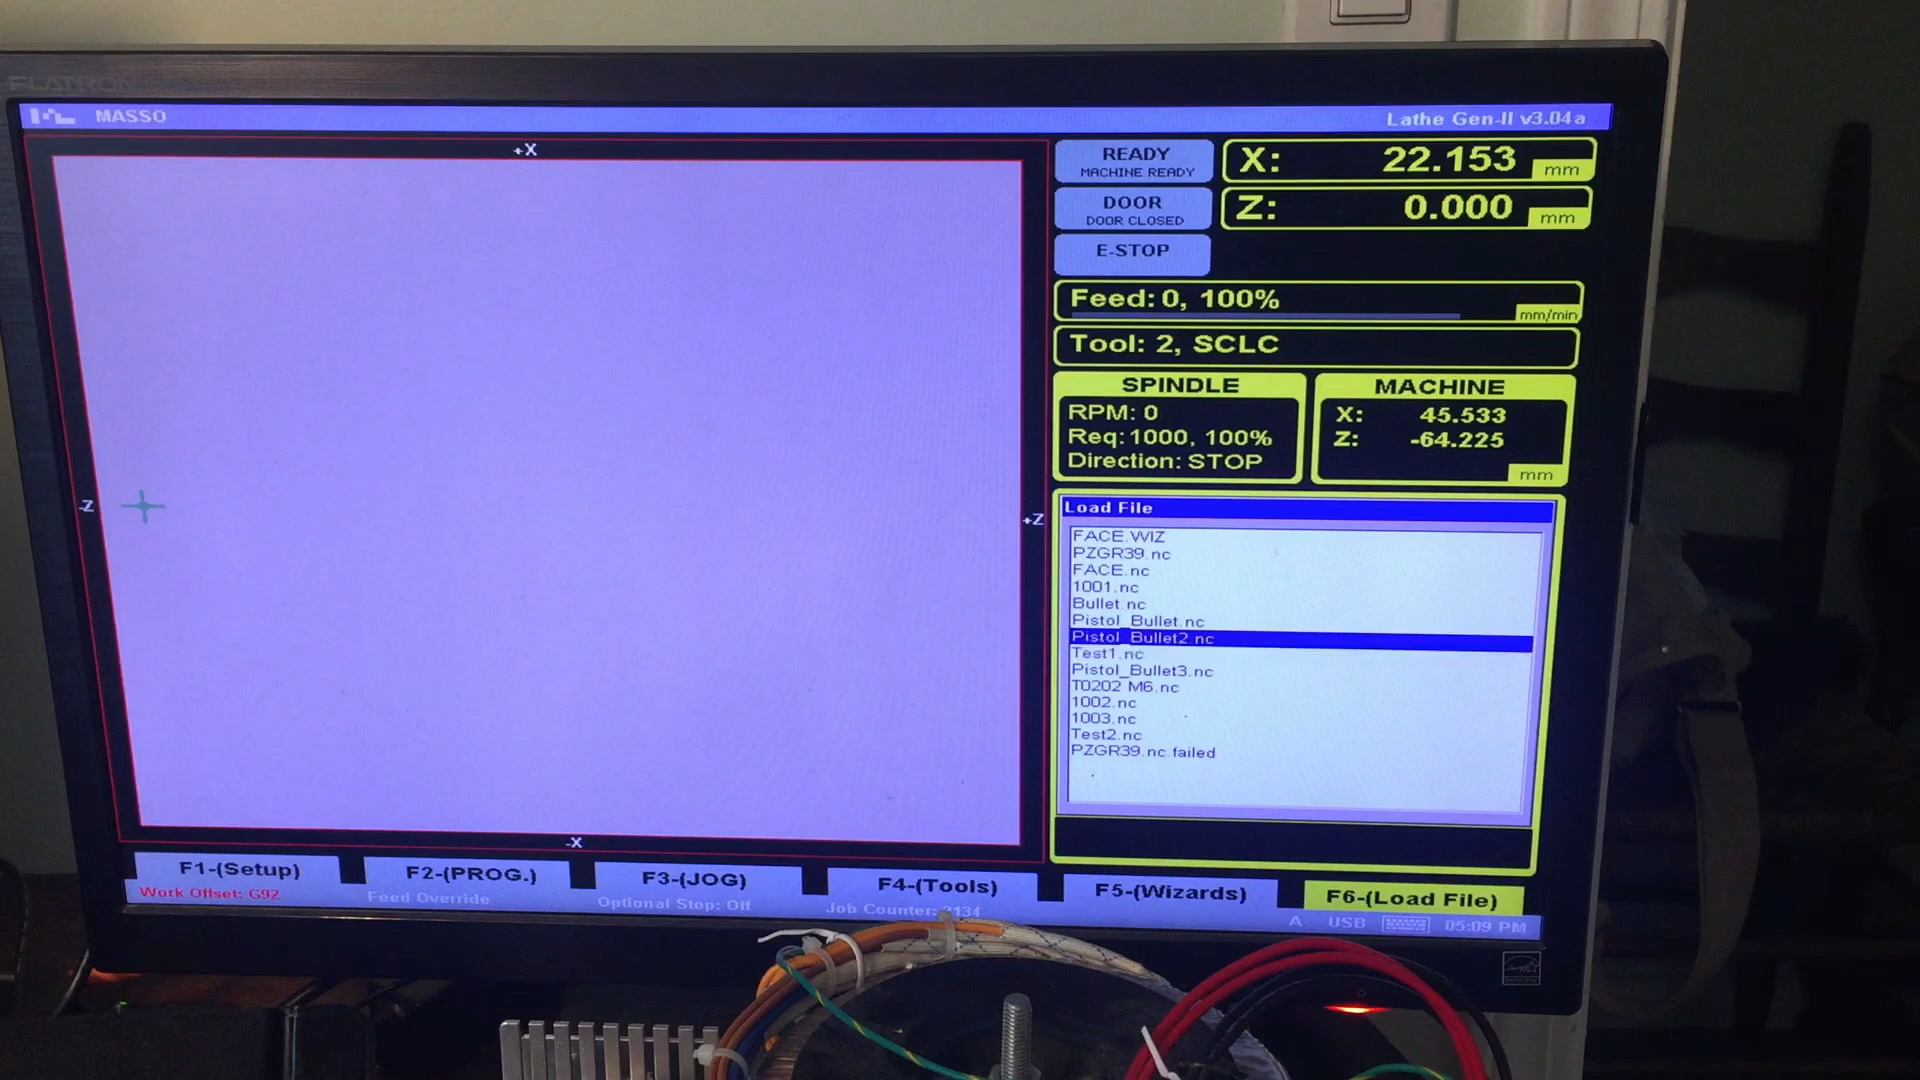 FLATRON
MASSO
Lathe Gen-II v3.04a
+X
-Z
+Z
-X
READY
MACHINE READY
DOOR
DOOR CLOSED
E-STOP
X: 22.153 mm
Z: 0.000 mm
Feed: 0, 100%
mm/min
Tool: 2, SCLC
SPINDLE
RPM: 0
Req: 1000, 100%
Direction: STOP
MACHINE
X: 45.533
Z: -64.225
mm
Load File
FACE.WIZ
PZGR39.nc
FACE.nc
1001.nc
Bullet.nc
Pistol_Bullet.nc
Pistol_Bullet2.nc
Test1.nc
Pistol_Bullet3.nc
T0202 M6.nc
1002.nc
1003.nc
Test2.nc
PZGR39.nc.failed
F1-(Setup)
F2-(PROG.)
F3-(JOG)
F4-(Tools)
F5-(Wizards)
F6-(Load File)
Work Offset: G92
Feed Override
Optional Stop: Off
Job Counter:
A USB 05:09 PM